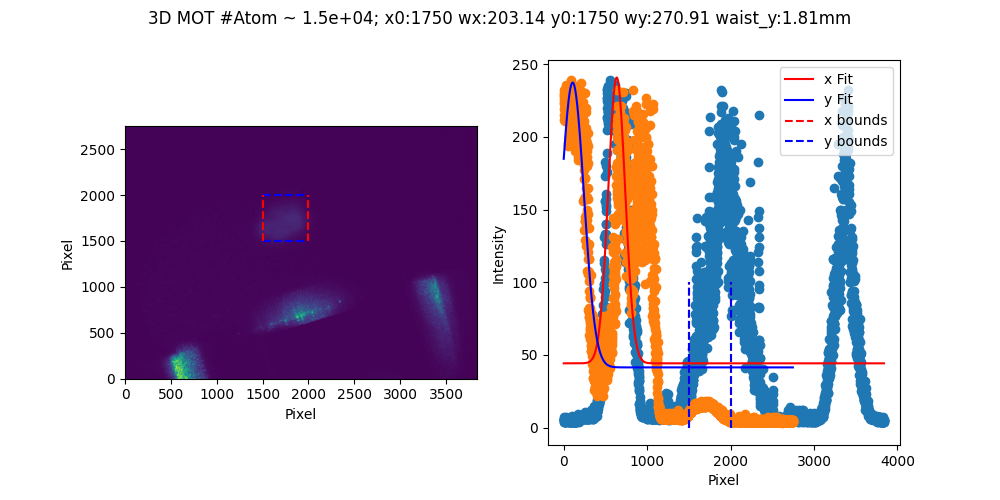 3D MOT #Atom ~ 1.5e+04; x0:1750 wx:203.14 y0:1750 wy:270.91 waist_y:1.81mm
2500
2000
1500
1000
500
0
Pixel
0 500 1000 1500 2000 2500 3000 3500
Pixel
250
200
150
100
50
0
Intensity
0 1000 2000 3000 4000
Pixel
x Fit
y Fit
x bounds
y bounds